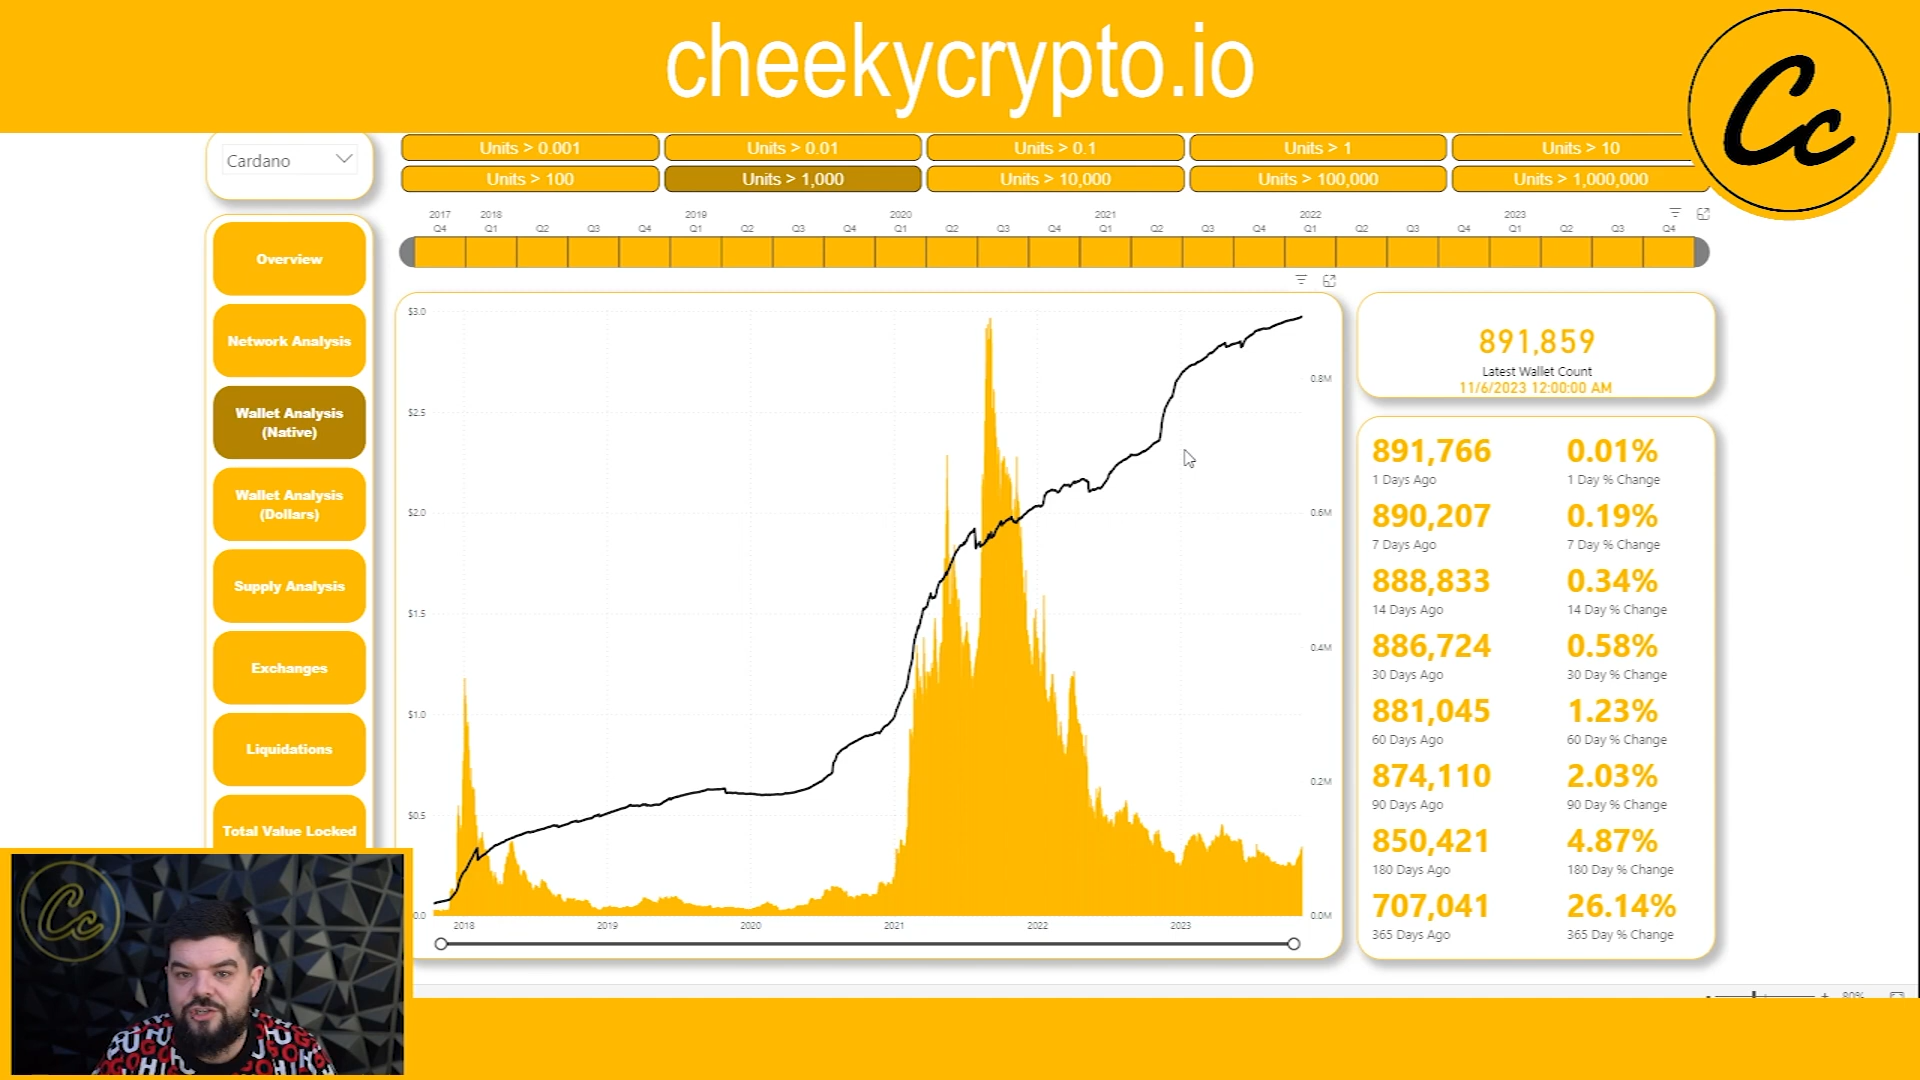 cheekycrypto.io
Cc
Cardano
Units > 0.001
Units > 0.01
Units > 0.1
Units > 1
Units > 10
Units > 100
Units > 1,000
Units > 10,000
Units > 100,000
Units > 1,000,000
2017 2018 2019 2020 2021 2022 2023
Q4 Q1 Q2 Q3 Q4 Q1 Q2 Q3 Q4 Q1 Q2 Q3 Q4 Q1 Q2 Q3 Q4 Q1 Q2 Q3 Q4 Q1 Q2 Q3 Q4
Overview
Network Analysis
Wallet Analysis
(Native)
Wallet Analysis
(Dollars)
Supply Analysis
Exchanges
Liquidations
Total Value Locked
$3.0
$2.5
$2.0
$1.5
$1.0
$0.5
0.0
0.8M
0.6M
0.4M
0.2M
0.0M
2018 2019 2020 2021 2022 2023
891,859
Latest Wallet Count
11/6/2023 12:00:00 AM
891,766 0.01%
1 Days Ago 1 Day % Change
890,207 0.19%
7 Days Ago 7 Day % Change
888,833 0.34%
14 Days Ago 14 Day % Change
886,724 0.58%
30 Days Ago 30 Day % Change
881,045 1.23%
60 Days Ago 60 Day % Change
874,110 2.03%
90 Days Ago 90 Day % Change
850,421 4.87%
180 Days Ago 180 Day % Change
707,041 26.14%
365 Days Ago 365 Day % Change
80%
Cc